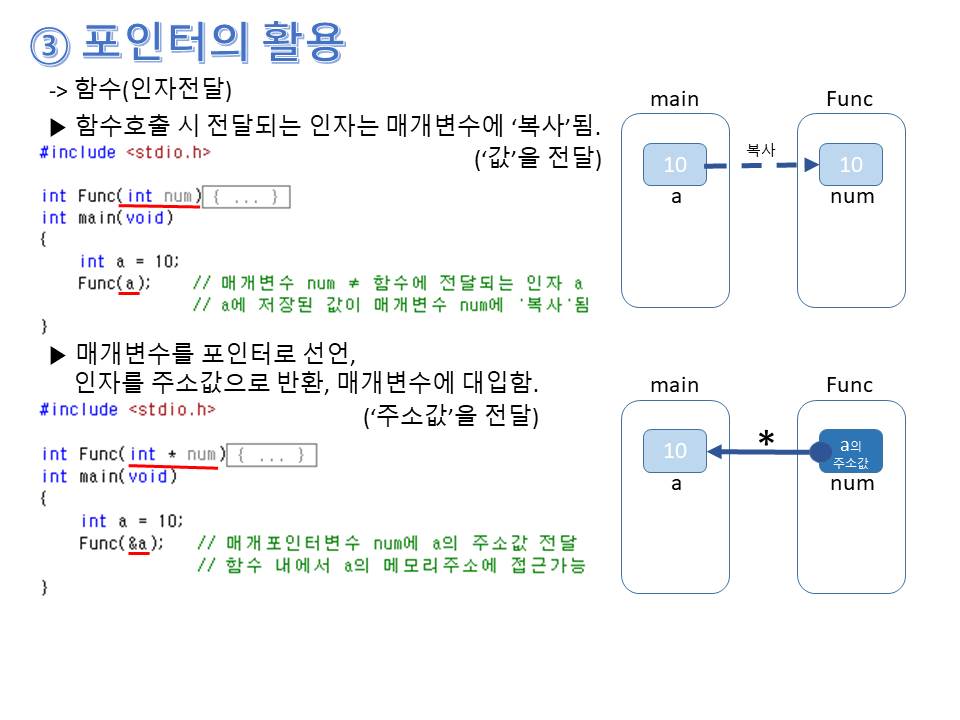 ③ 포인터의 활용
-> 함수(인자전달)
▶ 함수호출 시 전달되는 인자는 매개변수에 ‘복사’됨.
(‘값’을 전달)
#include <stdio.h>
int Func(int num){ ... }
int main(void)
{
int a = 10;
Func(a); // 매개변수 num ≠ 함수에 전달되는 인자 a
// a에 저장된 값이 매개변수 num에 '복사'됨
}
main Func
10 복사 10
a num
▶ 매개변수를 포인터로 선언,
인자를 주소값으로 반환, 매개변수에 대입함.
(‘주소값’을 전달)
#include <stdio.h>
int Func(int * num){ ... }
int main(void)
{
int a = 10;
Func(&a); // 매개포인터변수 num에 a의 주소값 전달
// 함수 내에서 a의 메모리주소에 접근가능
}
main Func
10 * a의
주소값
a num